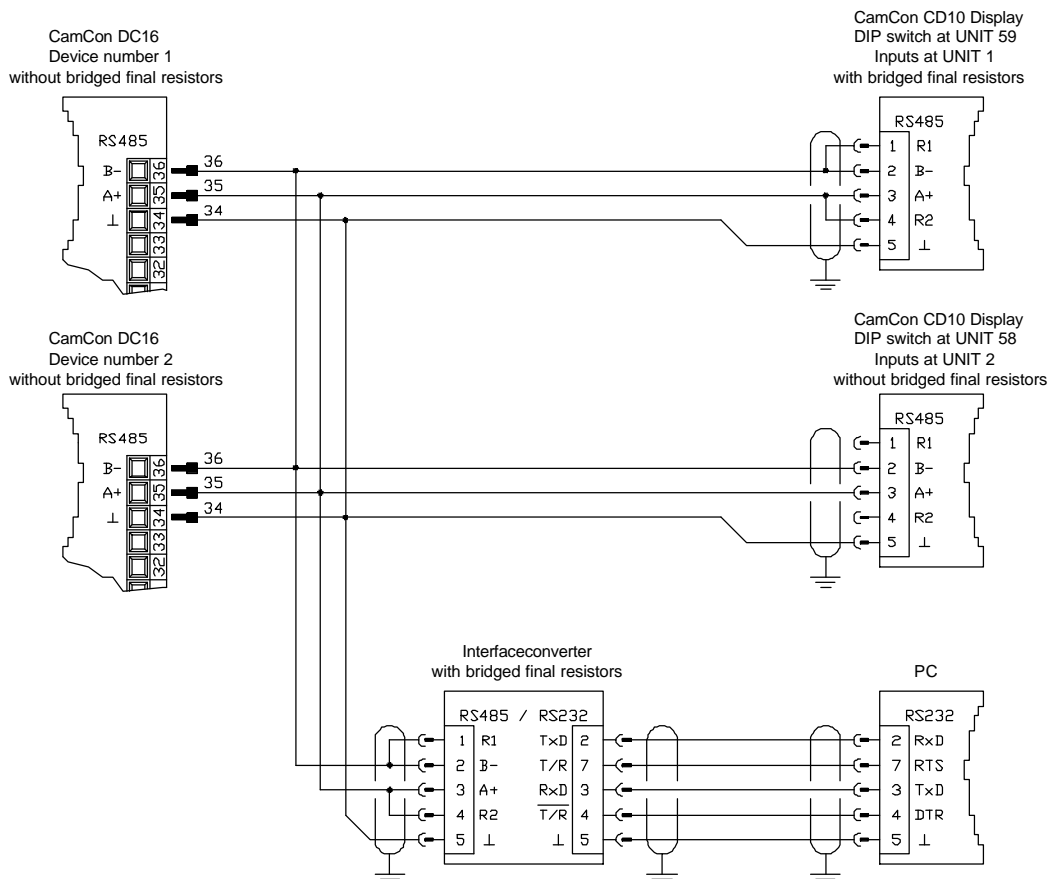 CamCon DC16
Device number 1
without bridged final resistors
RS485
B-
A+
⊥
36
35
34
33
32
36
35
34
CamCon CD10 Display
DIP switch at UNIT 59
Inputs at UNIT 1
with bridged final resistors
RS485
1 R1
2 B-
3 A+
4 R2
5 ⊥
CamCon DC16
Device number 2
without bridged final resistors
RS485
B-
A+
⊥
36
35
34
33
32
36
35
34
CamCon CD10 Display
DIP switch at UNIT 58
Inputs at UNIT 2
without bridged final resistors
RS485
1 R1
2 B-
3 A+
4 R2
5 ⊥
Interfaceconverter
with bridged final resistors
RS485 / RS232
1 R1 TxD 2
2 B- T/R 7
3 A+ RxD 3
4 R2 T/R 4
5 ⊥ ⊥ 5
PC
RS232
2 RxD
7 RTS
3 TxD
4 DTR
5 ⊥